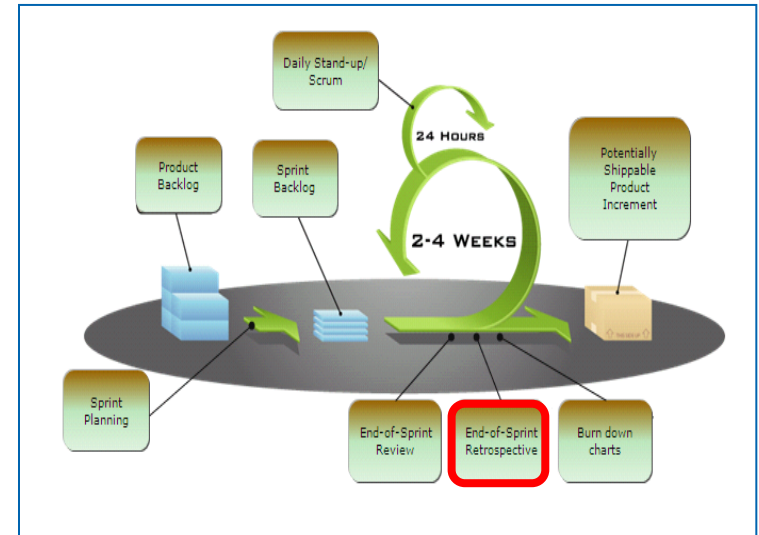 Daily Stand-up/
Scrum
24 HOURS
Product
Backlog
Sprint
Backlog
Potentially
Shippable
Product
Increment
2-4 WEEKS
Sprint
Planning
End-of-Sprint
Review
End-of-Sprint
Retrospective
Burn down
charts